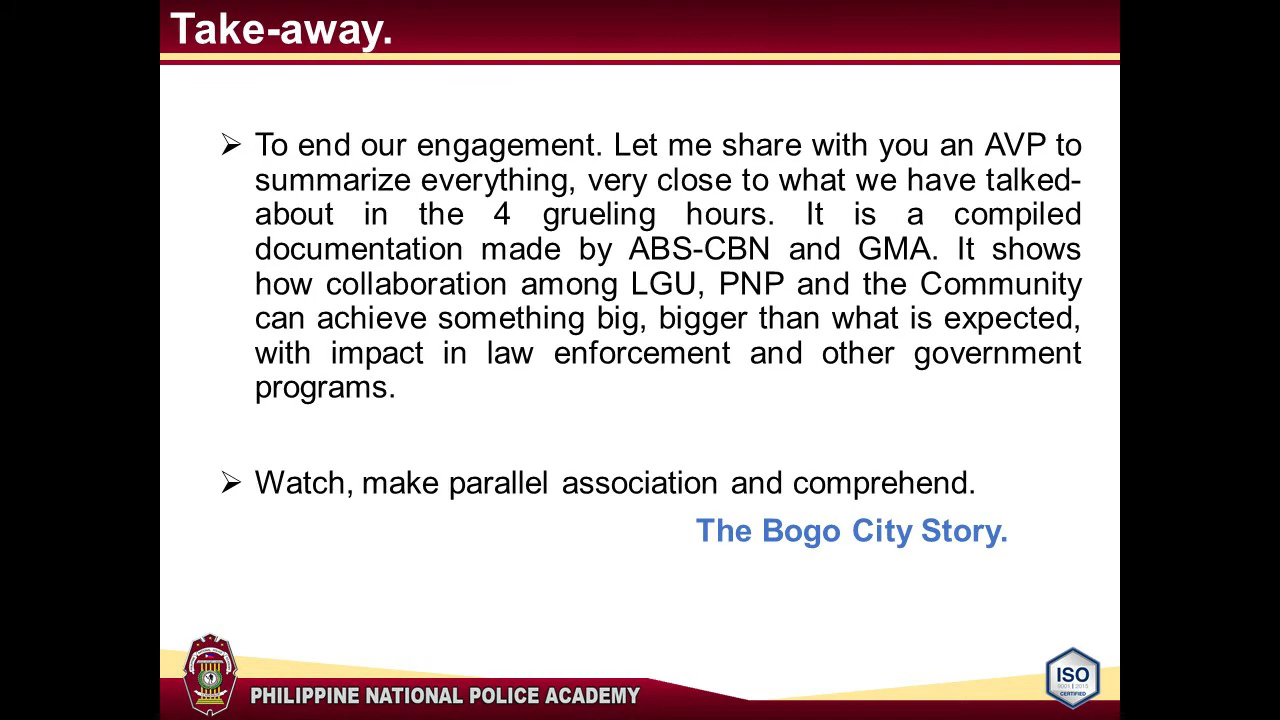 Take-away.
➢ To end our engagement. Let me share with you an AVP to
summarize everything, very close to what we have talked-
about in the 4 grueling hours. It is a compiled
documentation made by ABS-CBN and GMA. It shows
how collaboration among LGU, PNP and the Community
can achieve something big, bigger than what is expected,
with impact in law enforcement and other government
programs.
➢ Watch, make parallel association and comprehend.
The Bogo City Story.
PHILIPPINE NATIONAL POLICE ACADEMY
ISO
9001 | 2015
CERTIFIED